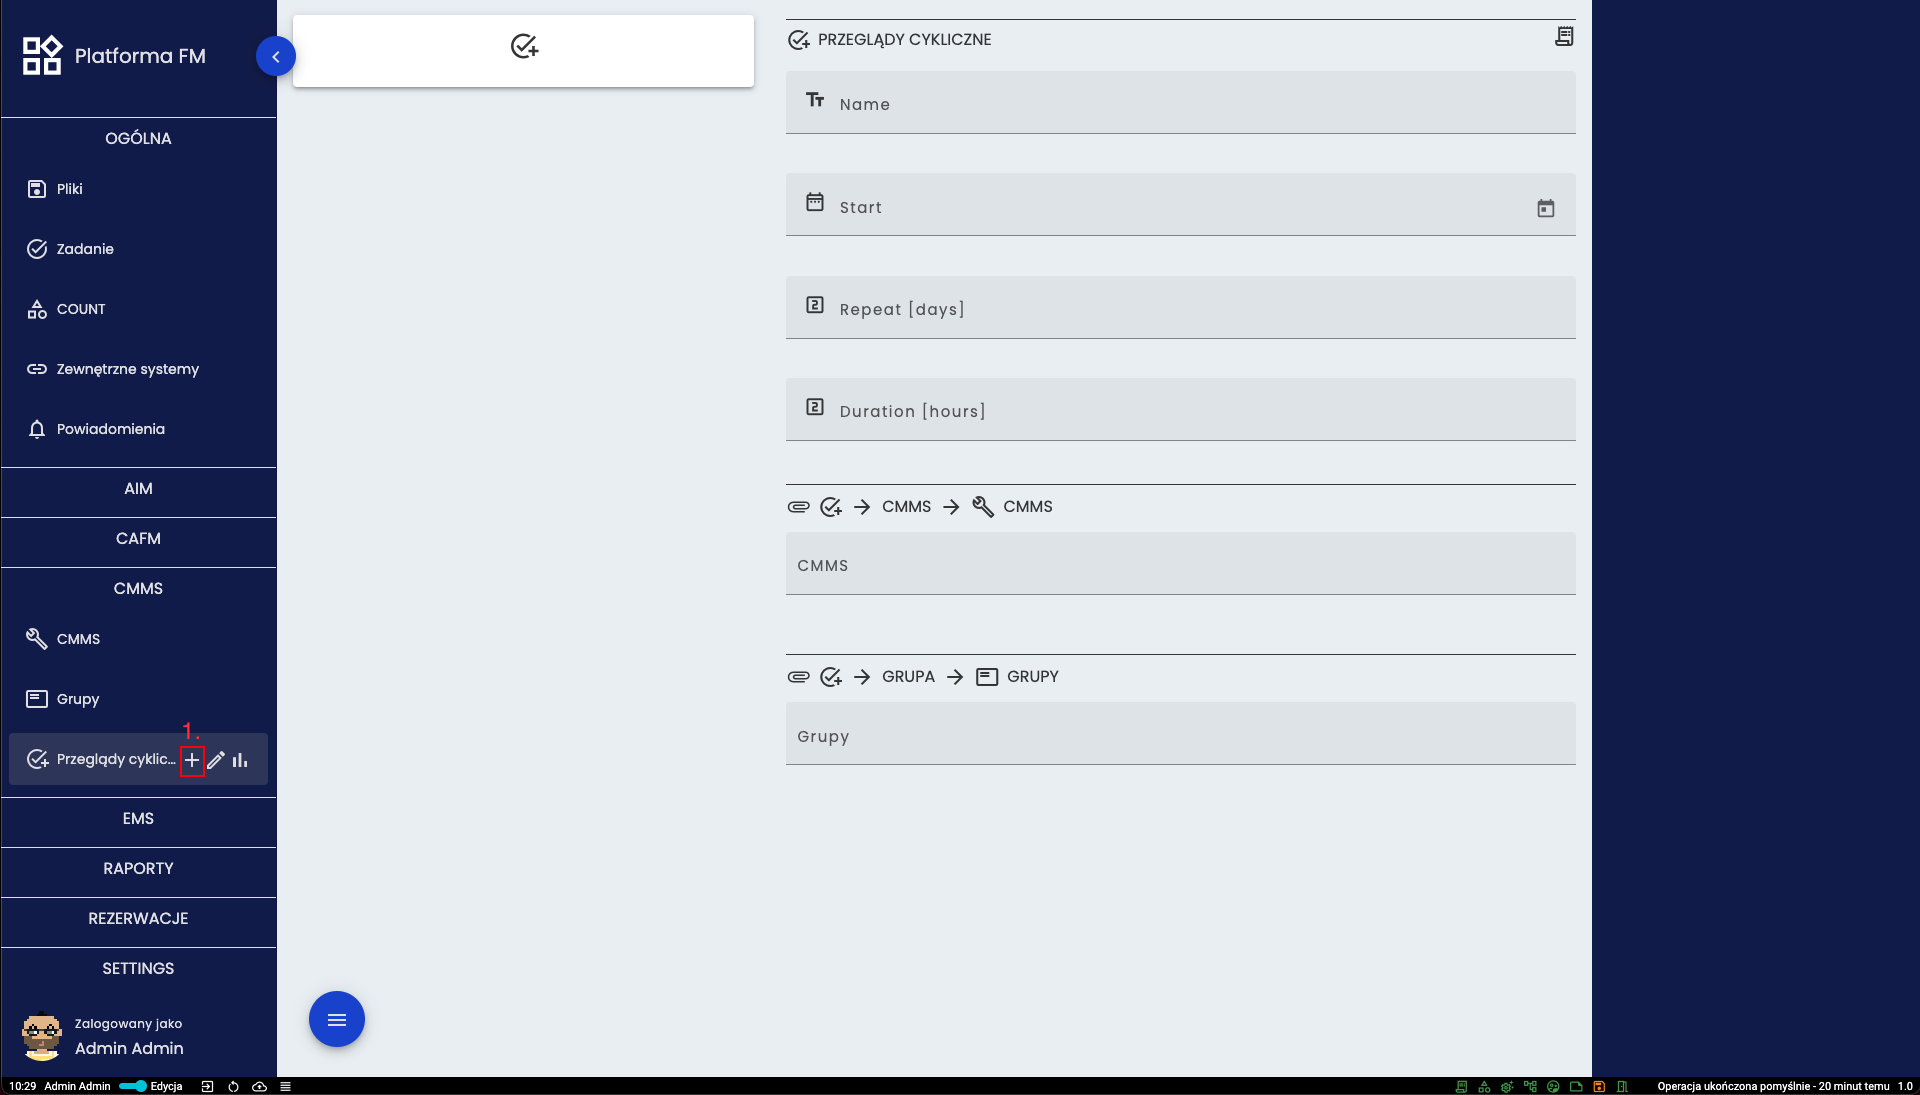 Platforma FM
OGÓLNA
Pliki
Zadanie
COUNT
Zewnętrzne systemy
Powiadomienia
AIM
CAFM
CMMS
CMMS
Grupy
1.
Przeglądy cyklic...
EMS
RAPORTY
REZERWACJE
SETTINGS
Zalogowany jako
Admin Admin
PRZEGLĄDY CYKLICZNE
Name
Start
Repeat [days]
Duration [hours]
CMMS → CMMS
CMMS
GRUPA → GRUPY
Grupy
10:29 Admin Admin Edycja
Operacja ukończona pomyślnie - 20 minut temu 1.0